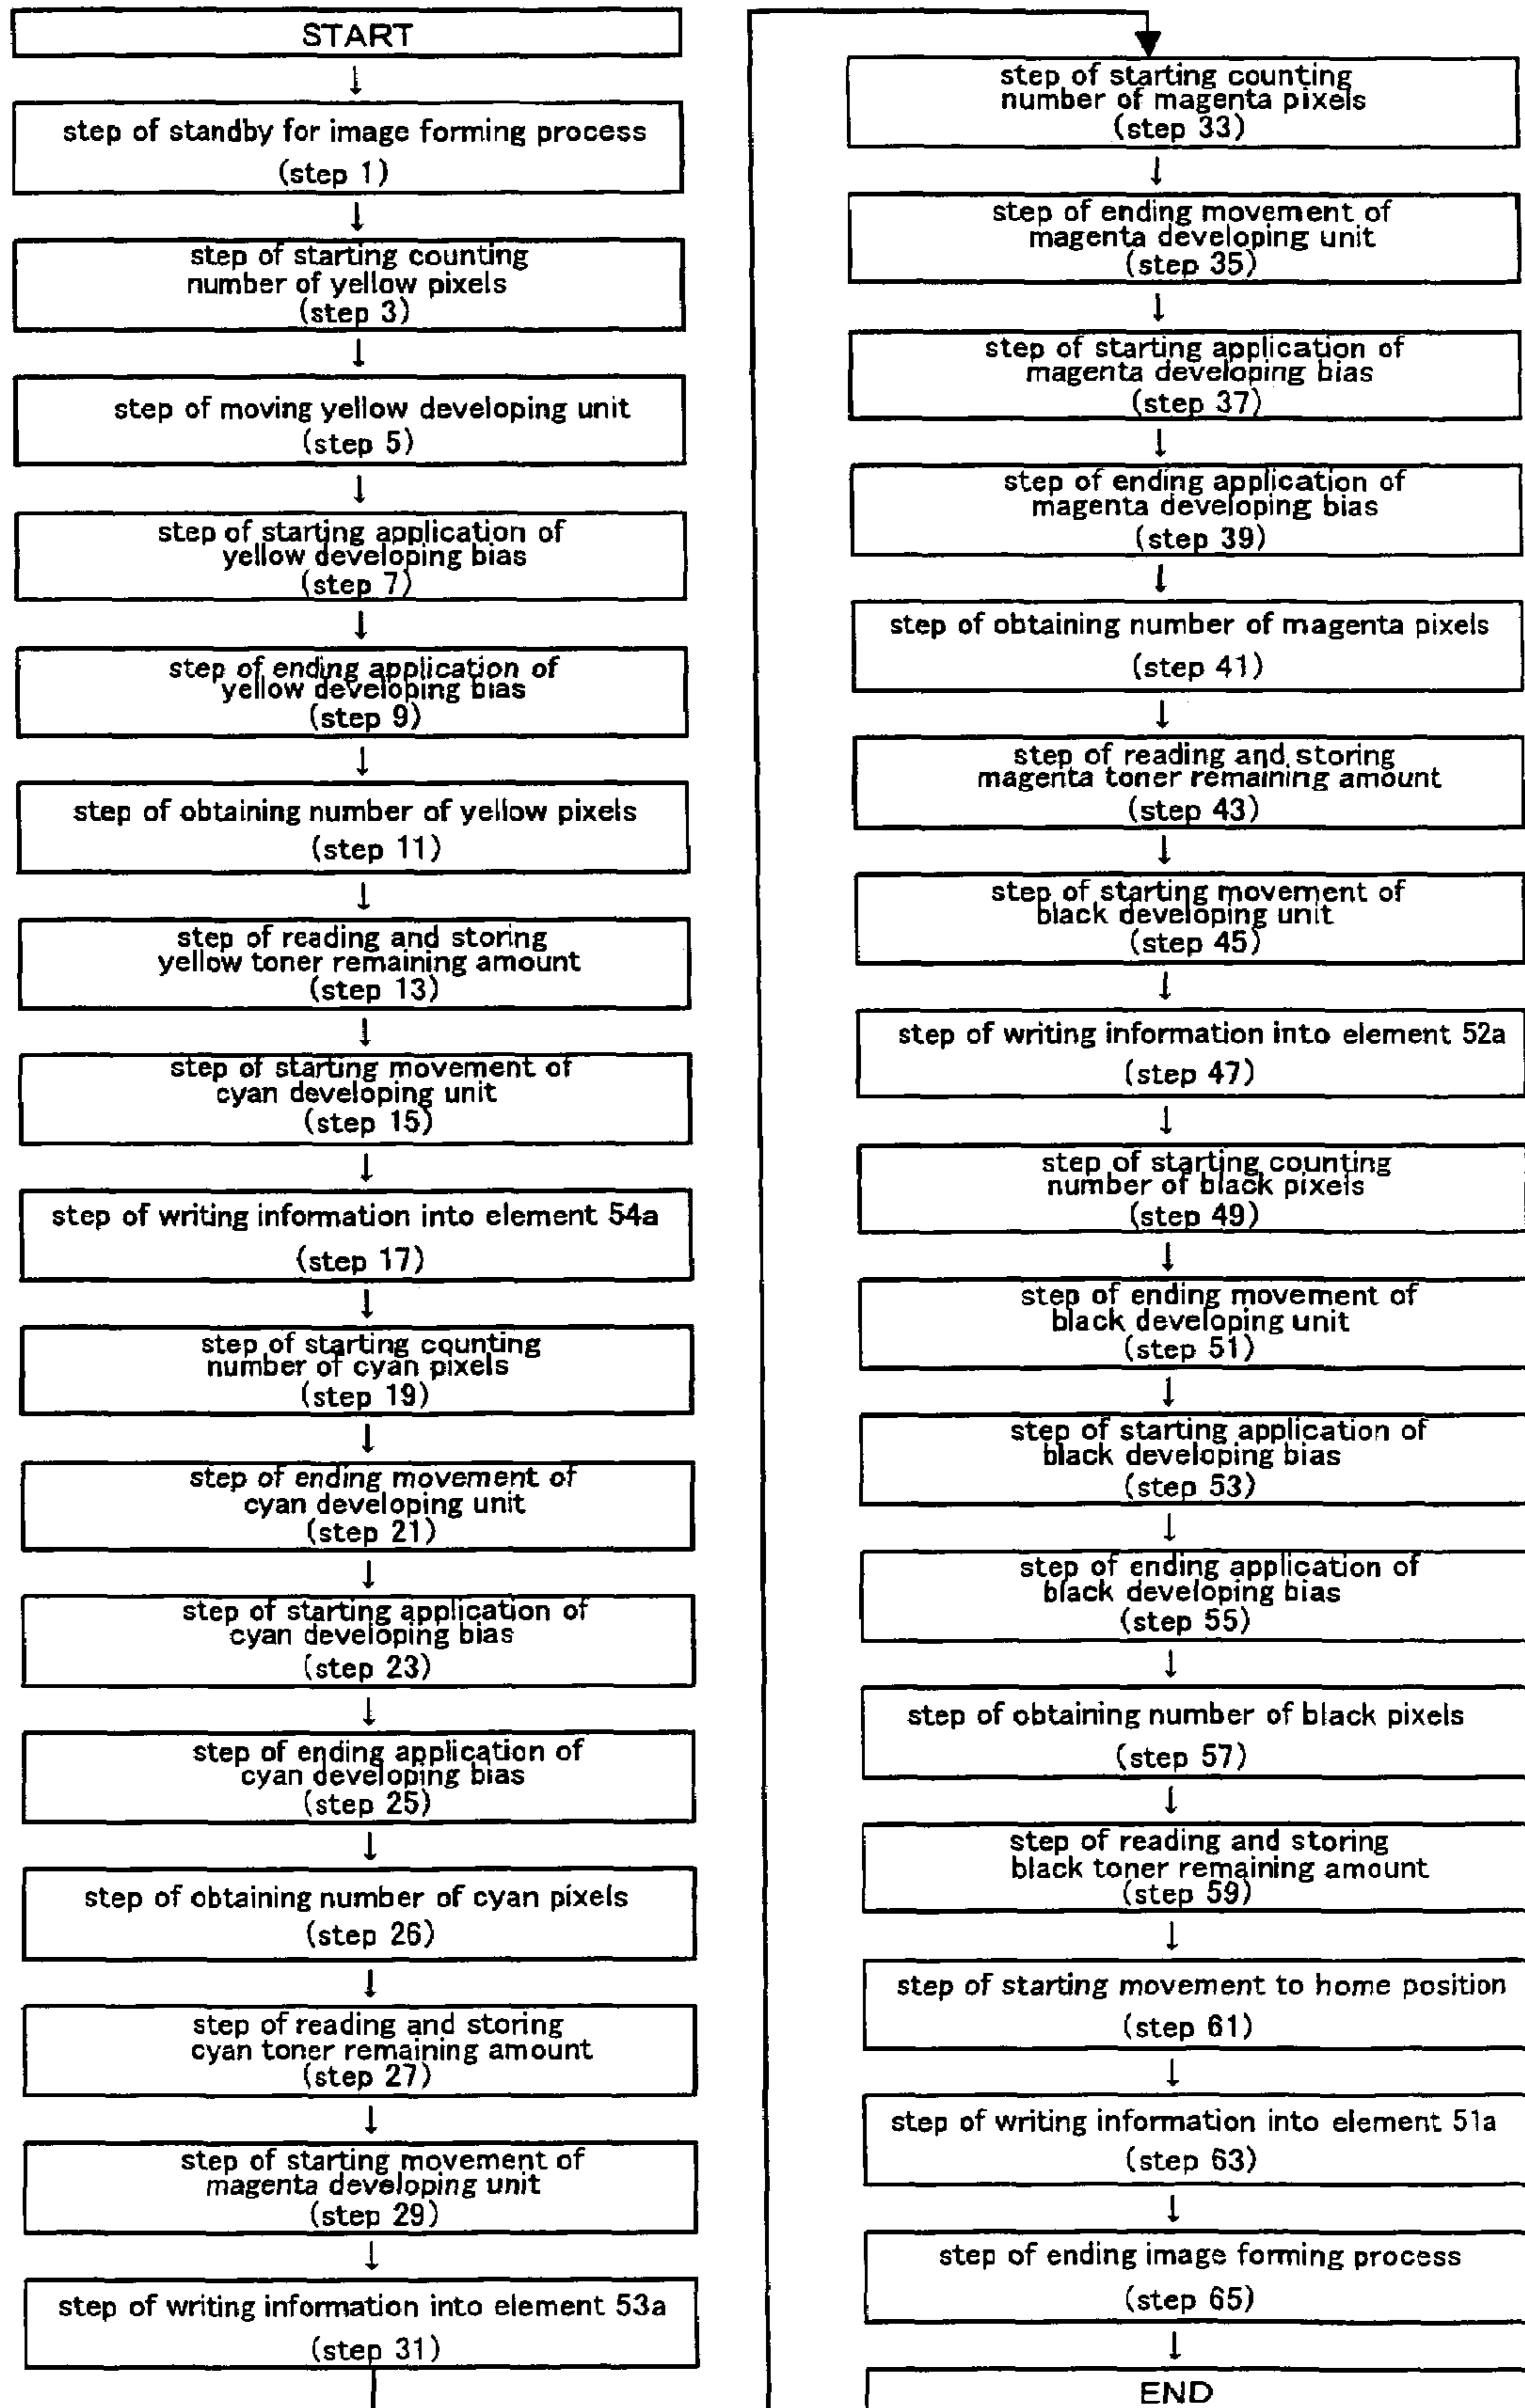 START
step of standby for image forming process
(step 1)
step of starting counting
number of yellow pixels
(step 3)
step of moving yellow developing unit
(step 5)
step of starting application of
yellow developing bias
(step 7)
step of ending application of
yellow developing bias
(step 9)
step of obtaining number of yellow pixels
(step 11)
step of reading and storing
yellow toner remaining amount
(step 13)
step of starting movement of
cyan developing unit
(step 15)
step of writing information into element 54a
(step 17)
step of starting counting
number of cyan pixels
(step 19)
step of ending movement of
cyan developing unit
(step 21)
step of starting application of
cyan developing bias
(step 23)
step of ending application of
cyan developing bias
(step 25)
step of obtaining number of cyan pixels
(step 26)
step of reading and storing
cyan toner remaining amount
(step 27)
step of starting movement of
magenta developing unit
(step 29)
step of writing information into element 53a
(step 31)
step of starting counting
number of magenta pixels
(step 33)
step of ending movement of
magenta developing unit
(step 35)
step of starting application of
magenta developing bias
(step 37)
step of ending application of
magenta developing bias
(step 39)
step of obtaining number of magenta pixels
(step 41)
step of reading and storing
magenta toner remaining amount
(step 43)
step of starting movement of
black developing unit
(step 45)
step of writing information into element 52a
(step 47)
step of starting counting
number of black pixels
(step 49)
step of ending movement of
black developing unit
(step 51)
step of starting application of
black developing bias
(step 53)
step of ending application of
black developing bias
(step 55)
step of obtaining number of black pixels
(step 57)
step of reading and storing
black toner remaining amount
(step 59)
step of starting movement to home position
(step 61)
step of writing information into element 51a
(step 63)
step of ending image forming process
(step 65)
END